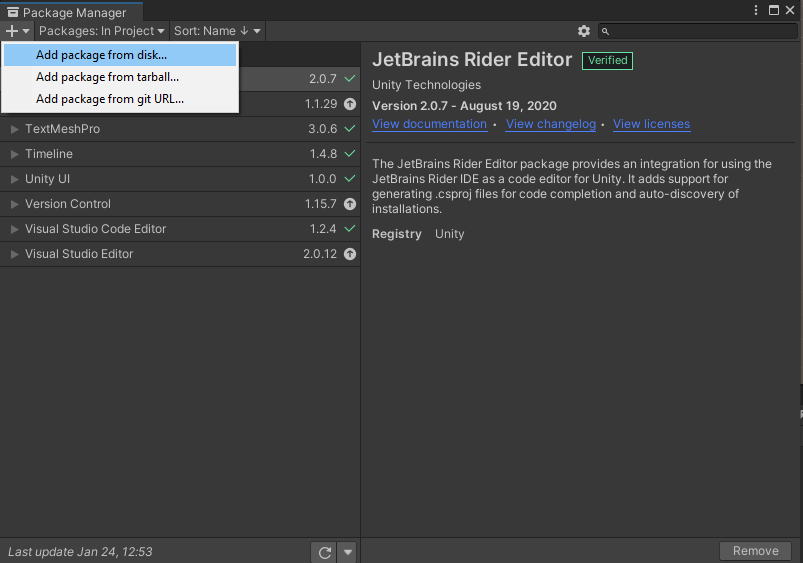 Package Manager
Packages: In Project
Sort: Name ↓
Add package from disk...
Add package from tarball...
Add package from git URL...
2.0.7
1.1.29
TextMeshPro 3.0.6
Timeline 1.4.8
Unity UI 1.0.0
Version Control 1.15.7
Visual Studio Code Editor 1.2.4
Visual Studio Editor 2.0.12
Last update Jan 24, 12:53
JetBrains Rider Editor Verified
Unity Technologies
Version 2.0.7 - August 19, 2020
View documentation • View changelog • View licenses
The JetBrains Rider Editor package provides an integration for using the
JetBrains Rider IDE as a code editor for Unity. It adds support for
generating .csproj files for code completion and auto-discovery of
installations.
Registry Unity
Remove